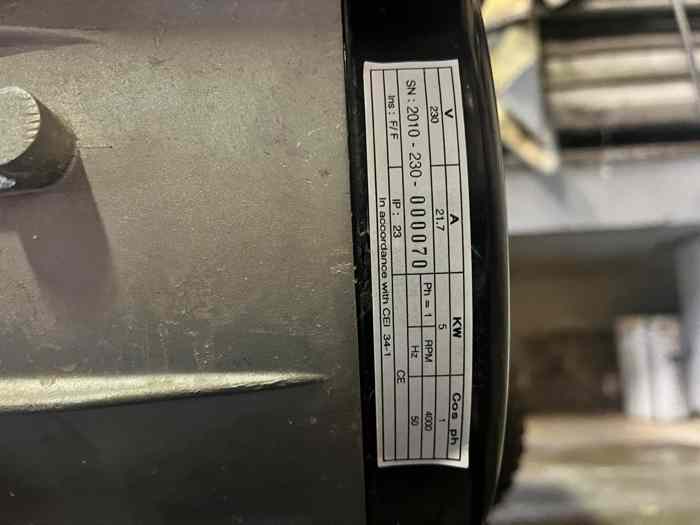 V A KW Cos ph
230 21.7 5 1
SN : 2010 - 230 - 000070 Ph = 1 RPM 4000
Ins : F/F IP : 23 Hz 50
In accordance with CEI 34-1 CE